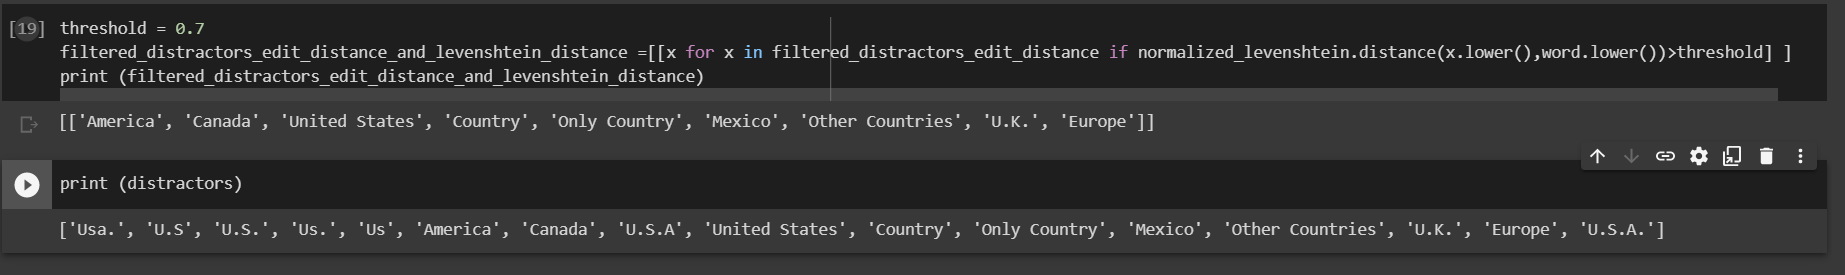 [19] threshold = 0.7
filtered_distractors_edit_distance_and_levenshtein_distance =[[x for x in filtered_distractors_edit_distance if normalized_levenshtein.distance(x.lower(),word.lower())>threshold] ]
print (filtered_distractors_edit_distance_and_levenshtein_distance)
[['America', 'Canada', 'United States', 'Country', 'Only Country', 'Mexico', 'Other Countries', 'U.K.', 'Europe']]
print (distractors)
['Usa.', 'U.S', 'U.S.', 'Us.', 'Us', 'America', 'Canada', 'U.S.A', 'United States', 'Country', 'Only Country', 'Mexico', 'Other Countries', 'U.K.', 'Europe', 'U.S.A.']